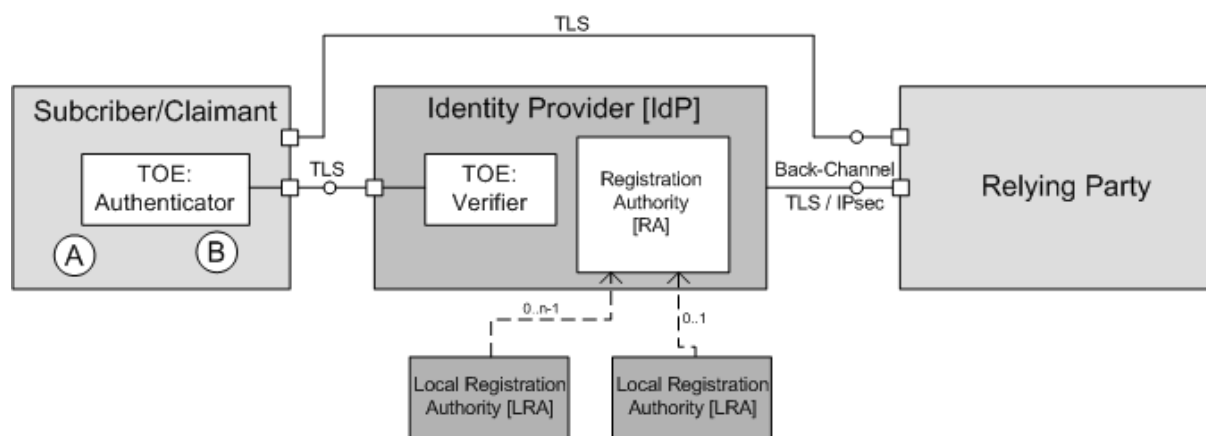 TLS
Subcriber/Claimant
TOE:
Authenticator
A
B
TLS
Identity Provider [IdP]
TOE:
Verifier
Registration
Authority
[RA]
Back-Channel
TLS / IPsec
Relying Party
0..n-1
0..1
Local Registration
Authority [LRA]
Local Registration
Authority [LRA]